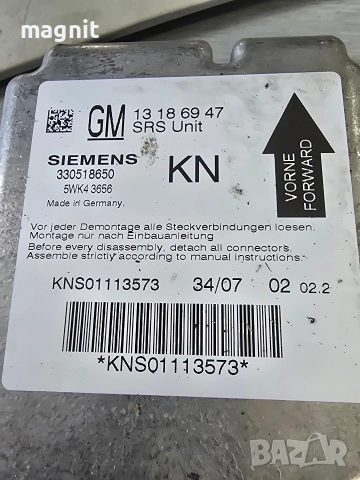 magnit
GM 13 18 69 47
SRS Unit
SIEMENS
KN
330518650
5WK4 3656
Made in Germany.
VORNE
FORWARD
Vor jeder Demontage alle Steckverbindungen loesen.
Montage nur nach Einbauanleitung
Before every disassembly, detach all connectors.
Assemble strictly according to manual instructions.
KNS01113573 34/07 02 02.2
*KNS01113573*
BAZAR